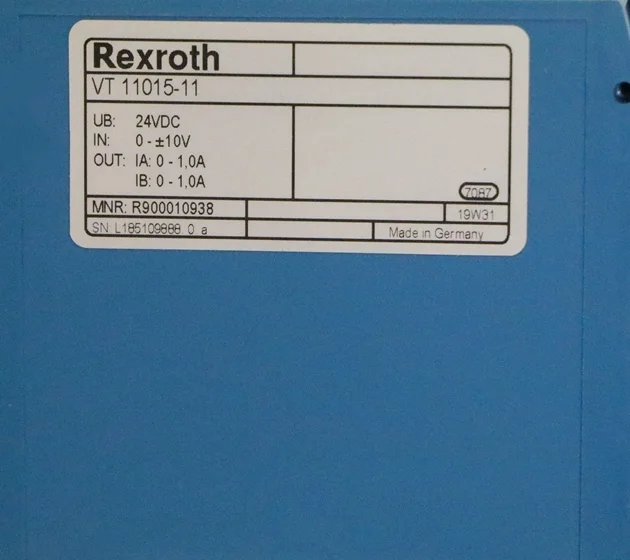 Rexroth
VT 11015-11
UB: 24VDC
IN: 0 - ±10V
OUT: IA: 0 - 1,0A
IB: 0 - 1,0A
7087
MNR: R900010938
19W31
SN: L185109888 0 a
Made in Germany